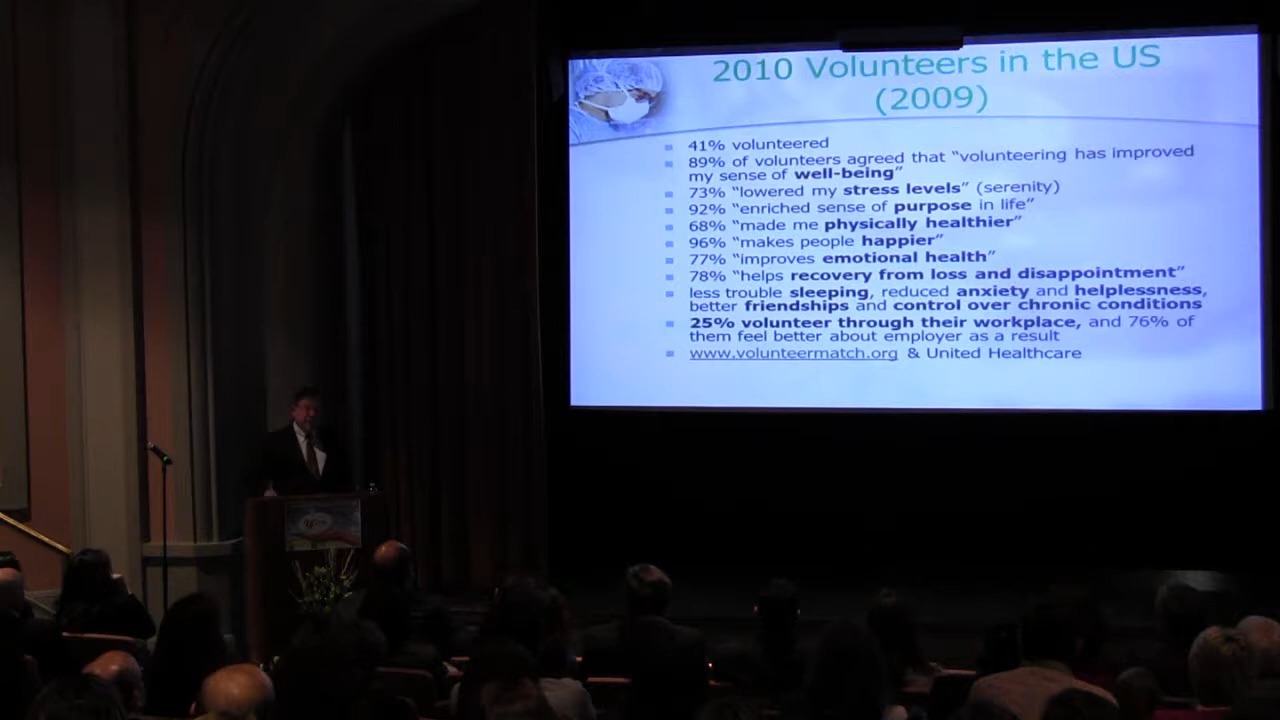 2010 Volunteers in the US
(2009)
41% volunteered
89% of volunteers agreed that “volunteering has improved
my sense of well-being”
73% “lowered my stress levels” (serenity)
92% “enriched sense of purpose in life”
68% “made me physically healthier”
96% “makes people happier”
77% “improves emotional health”
78% “helps recovery from loss and disappointment”
less trouble sleeping, reduced anxiety and helplessness,
better friendships and control over chronic conditions
25% volunteer through their workplace, and 76% of
them feel better about employer as a result
www.volunteermatch.org & United Healthcare